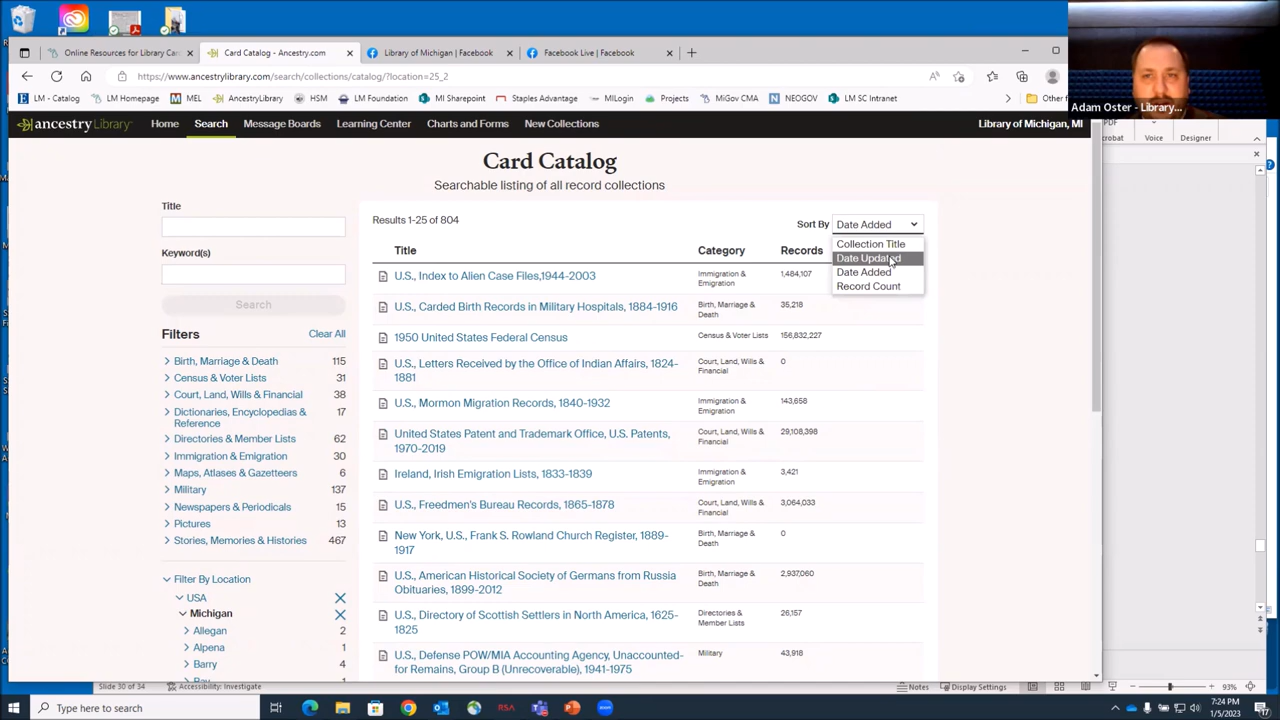 Online Resources for Library Car
Card Catalog - Ancestry.com
Library of Michigan | Facebook
Facebook Live | Facebook
https://www.ancestrylibrary.com/search/collections/catalog/?location=25_2
LM - Catalog
LM Homepage
MEL
AncestryLibrary
HSM
LM Foun
MI Sharepoint
Staples Advantage
MILogin
Projects
MiGov CMA
NEOGOV
LM SC Intranet
Other f
Adam Oster - Library...
crobat
Voice
Designer
ancestryLibrary
Home
Search
Message Boards
Learning C
Collections
Library of Michigan, MI
Card Catalog
Searchable listing of all record collections
Title
Keyword(s)
Search
Filters
Clear All
Birth, Marriage & Death 115
Census & Voter Lists 31
Court, Land, Wills & Financial 38
Dictionaries, Encyclopedias & 17
Reference
Directories & Member Lists 62
Immigration & Emigration 30
Maps, Atlases & Gazetteers 6
Military 137
Newspapers & Periodicals 15
Pictures 13
Stories, Memories & Histories 467
Filter By Location
USA
Michigan
Allegan 2
Alpena 1
Barry 4
Results 1-25 of 804
Sort By Date Added
Collection Title
Date Updated
Date Added
Record Count
Title Category Records
U.S., Index to Alien Case Files,1944-2003 Immigration & 1,484,107
Emigration
U.S., Carded Birth Records in Military Hospitals, 1884-1916 Birth, Marriage & 35,218
Death
1950 United States Federal Census Census & Voter Lists 156,832,227
U.S., Letters Received by the Office of Indian Affairs, 1824- Court, Land, Wills & 0
1881 Financial
U.S., Mormon Migration Records, 1840-1932 Immigration & 143,658
Emigration
United States Patent and Trademark Office, U.S. Patents, Court, Land, Wills & 29,108,398
1970-2019 Financial
Ireland, Irish Emigration Lists, 1833-1839 Immigration & 3,421
Emigration
U.S., Freedmen's Bureau Records, 1865-1878 Court, Land, Wills & 3,064,033
Financial
New York, U.S., Frank S. Rowland Church Register, 1889- Birth, Marriage & 0
1917 Death
U.S., American Historical Society of Germans from Russia Birth, Marriage & 2,937,060
Obituaries, 1899-2012 Death
U.S., Directory of Scottish Settlers in North America, 1625- Directories & 26,157
1825 Member Lists
U.S., Defense POW/MIA Accounting Agency, Unaccounted- Military 43,918
for Remains, Group B (Unrecoverable), 1941-1975
Slide 30 of 34
Accessibility: Investigate
Notes
Display Settings
93%
Type here to search
RSA
7:24 PM
1/5/2023
17